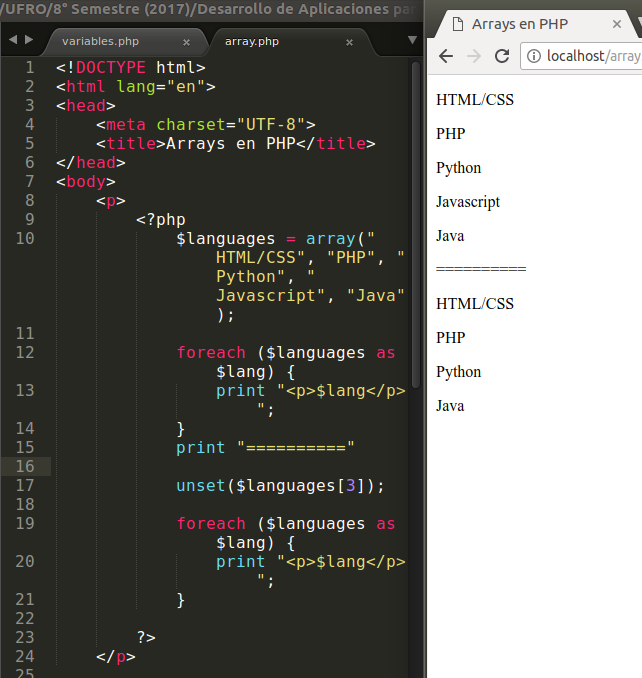 /UFRO/8° Semestre (2017)/Desarrollo de Aplicaciones par
variables.php × array.php ×
1 <!DOCTYPE html>
2 <html lang="en">
3 <head>
4 <meta charset="UTF-8">
5 <title>Arrays en PHP</title>
6 </head>
7 <body>
8 <p>
9 <?php
10 $languages = array("
HTML/CSS", "PHP", "
Python", "
Javascript", "Java"
);
11
12 foreach ($languages as
$lang) {
13 print "<p>$lang</p>
";
14 }
15 print "=========="
16
17 unset($languages[3]);
18
19 foreach ($languages as
$lang) {
20 print "<p>$lang</p>
";
21 }
22
23 ?>
24 </p>
25
Arrays en PHP ×
localhost/array
HTML/CSS
PHP
Python
Javascript
Java
==========
HTML/CSS
PHP
Python
Java